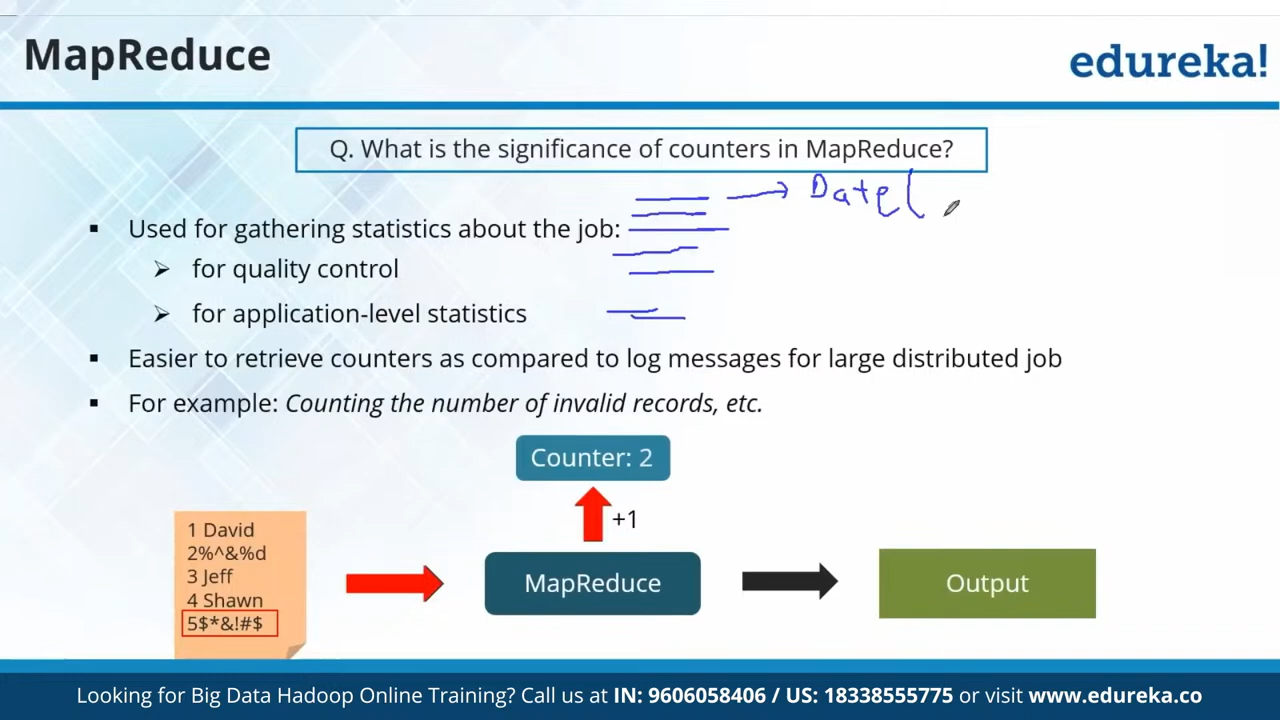 MapReduce
edureka!
Q. What is the significance of counters in MapReduce?
Date(
▪ Used for gathering statistics about the job:
➢ for quality control
➢ for application-level statistics
▪ Easier to retrieve counters as compared to log messages for large distributed job
▪ For example: Counting the number of invalid records, etc.
Counter: 2
+1
1 David
2%^&%d
3 Jeff
4 Shawn
5$*&!#$
MapReduce
Output
Looking for Big Data Hadoop Online Training? Call us at IN: 9606058406 / US: 18338555775 or visit www.edureka.co